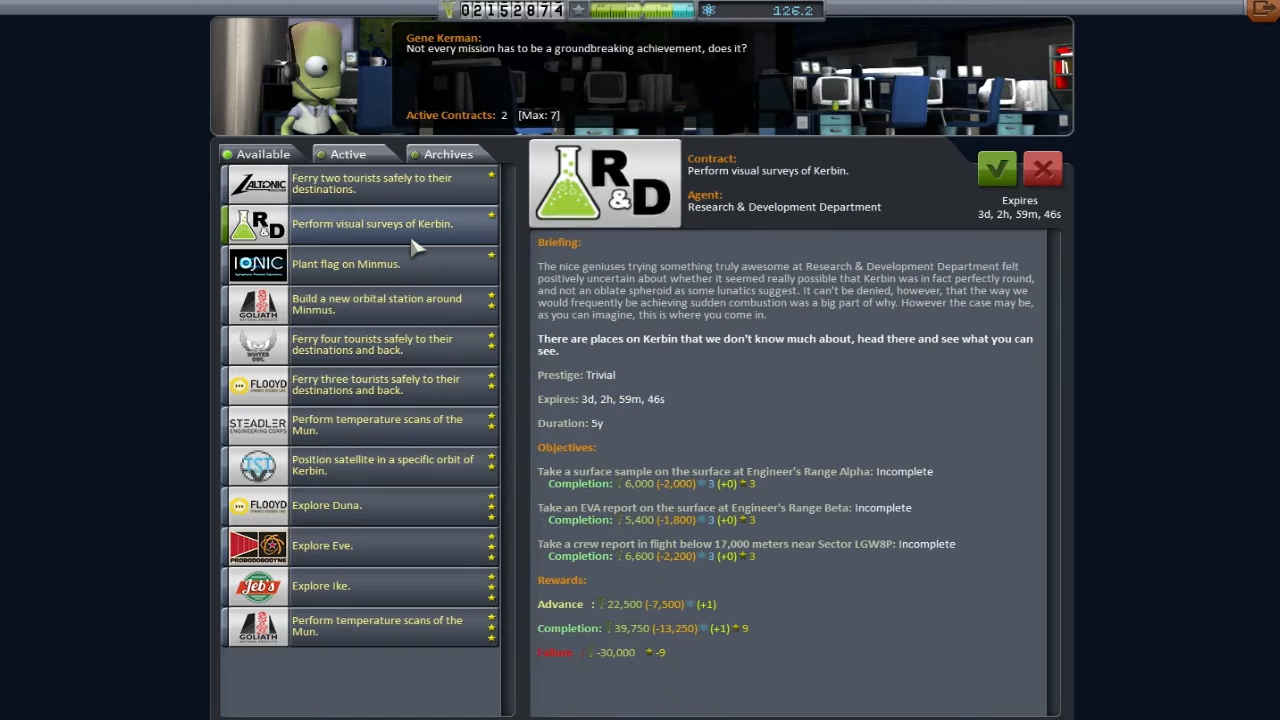 02152874
126.2
Gene Kerman:
Not every mission has to be a groundbreaking achievement, does it?
Active Contracts: 2 [Max: 7]
Available
Active
Archives
ZALTONIC
Ferry two tourists safely to their
destinations.
R&D
Perform visual surveys of Kerbin.
IONIC
Plant flag on Minmus.
GOLIATH
Build a new orbital station around
Minmus.
WINTER
OWL
Ferry four tourists safely to their
destinations and back.
FLOOYD
Ferry three tourists safely to their
destinations and back.
STEADLER
ENGINEERING CORPS
Perform temperature scans of the
Mun.
Position satellite in a specific orbit of
Kerbin.
FLOOYD
Explore Duna.
PROBODOBODYNE
Explore Eve.
Jeb's
Explore Ike.
GOLIATH
Perform temperature scans of the
Mun.
R&D
Contract:
Perform visual surveys of Kerbin.
Agent:
Research & Development Department
Expires
3d, 2h, 59m, 46s
Briefing:
The nice geniuses trying something truly awesome at Research & Development Department felt
positively uncertain about whether it seemed really possible that Kerbin was in fact perfectly round,
and not an oblate spheroid as some lunatics suggest. It can't be denied, however, that the way we
would frequently be achieving sudden combustion was a big part of why. However the case may be,
as you can imagine, this is where you come in.
There are places on Kerbin that we don't know much about, head there and see what you can
see.
Prestige: Trivial
Expires: 3d, 2h, 59m, 46s
Duration: 5y
Objectives:
Take a surface sample on the surface at Engineer's Range Alpha: Incomplete
Completion: 6,000 (-2,000) 3 (+0) 3
Take an EVA report on the surface at Engineer's Range Beta: Incomplete
Completion: 5,400 (-1,800) 3 (+0) 3
Take a crew report in flight below 17,000 meters near Sector LGW8P: Incomplete
Completion: 6,600 (-2,200) 3 (+0) 3
Rewards:
Advance : 22,500 (-7,500) (+1)
Completion: 39,750 (-13,250) (+1) 9
Failure. : -30,000 -9